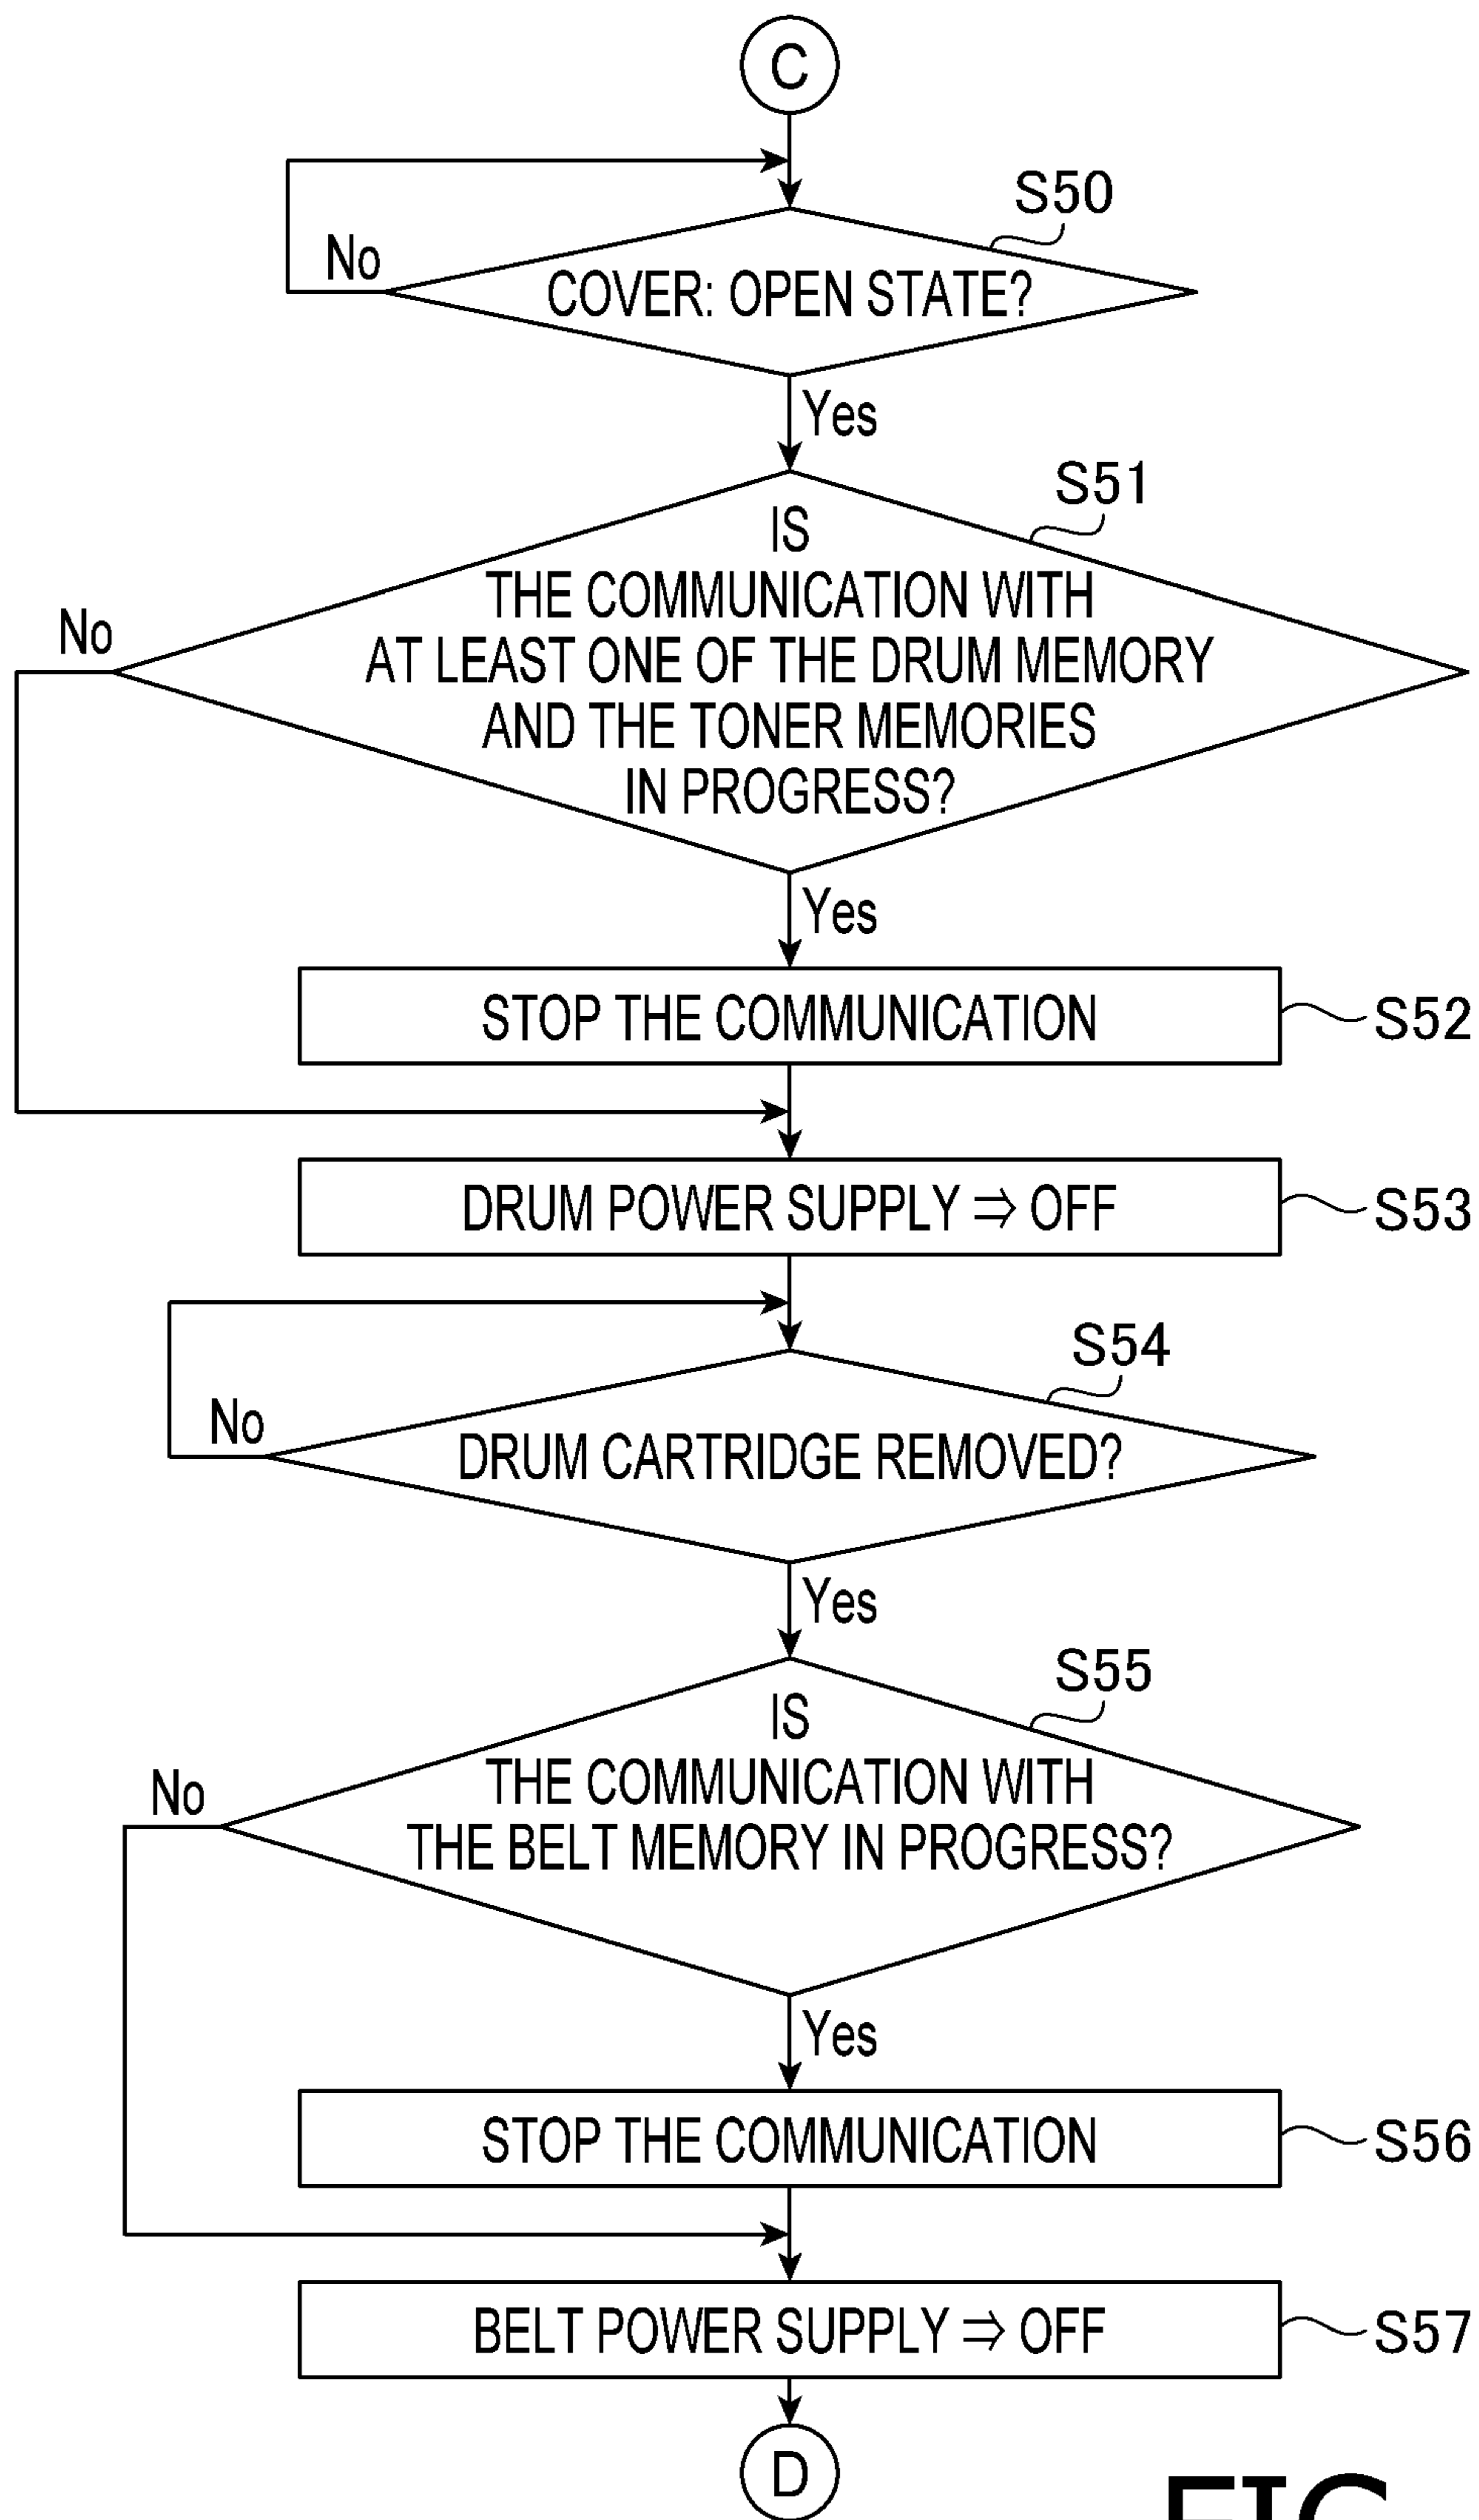 C
S50
No
COVER: OPEN STATE?
Yes
S51
IS
THE COMMUNICATION WITH
No
AT LEAST ONE OF THE DRUM MEMORY
AND THE TONER MEMORIES
IN PROGRESS?
Yes
STOP THE COMMUNICATION
S52
DRUM POWER SUPPLY ⇒ OFF
S53
S54
No
DRUM CARTRIDGE REMOVED?
Yes
S55
IS
THE COMMUNICATION WITH
No
THE BELT MEMORY IN PROGRESS?
Yes
STOP THE COMMUNICATION
S56
BELT POWER SUPPLY ⇒ OFF
S57
D